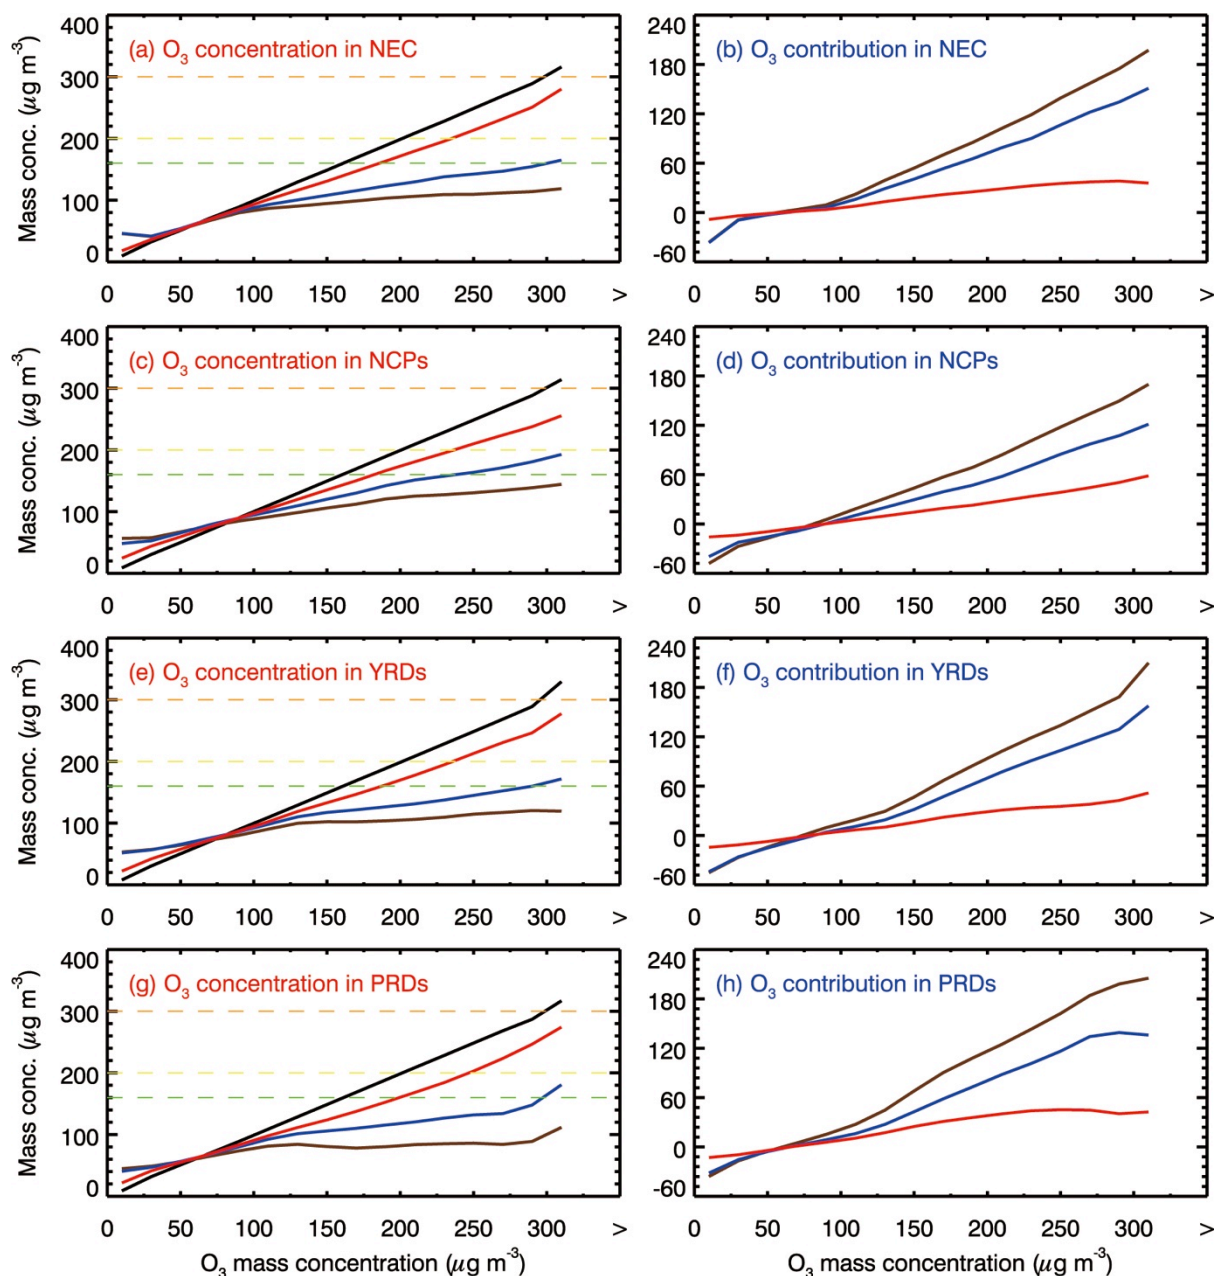 (a) O₃ concentration in NEC
(b) O₃ contribution in NEC
Mass conc. (μg m⁻³)
400
300
200
100
0
240
180
120
60
0
-60
0 50 100 150 200 250 300 >
0 50 100 150 200 250 300 >
(c) O₃ concentration in NCPs
(d) O₃ contribution in NCPs
Mass conc. (μg m⁻³)
400
300
200
100
0
240
180
120
60
0
-60
0 50 100 150 200 250 300 >
0 50 100 150 200 250 300 >
(e) O₃ concentration in YRDs
(f) O₃ contribution in YRDs
Mass conc. (μg m⁻³)
400
300
200
100
0
240
180
120
60
0
-60
0 50 100 150 200 250 300 >
0 50 100 150 200 250 300 >
(g) O₃ concentration in PRDs
(h) O₃ contribution in PRDs
Mass conc. (μg m⁻³)
400
300
200
100
0
240
180
120
60
0
-60
0 50 100 150 200 250 300 >
0 50 100 150 200 250 300 >
O₃ mass concentration (μg m⁻³)
O₃ mass concentration (μg m⁻³)